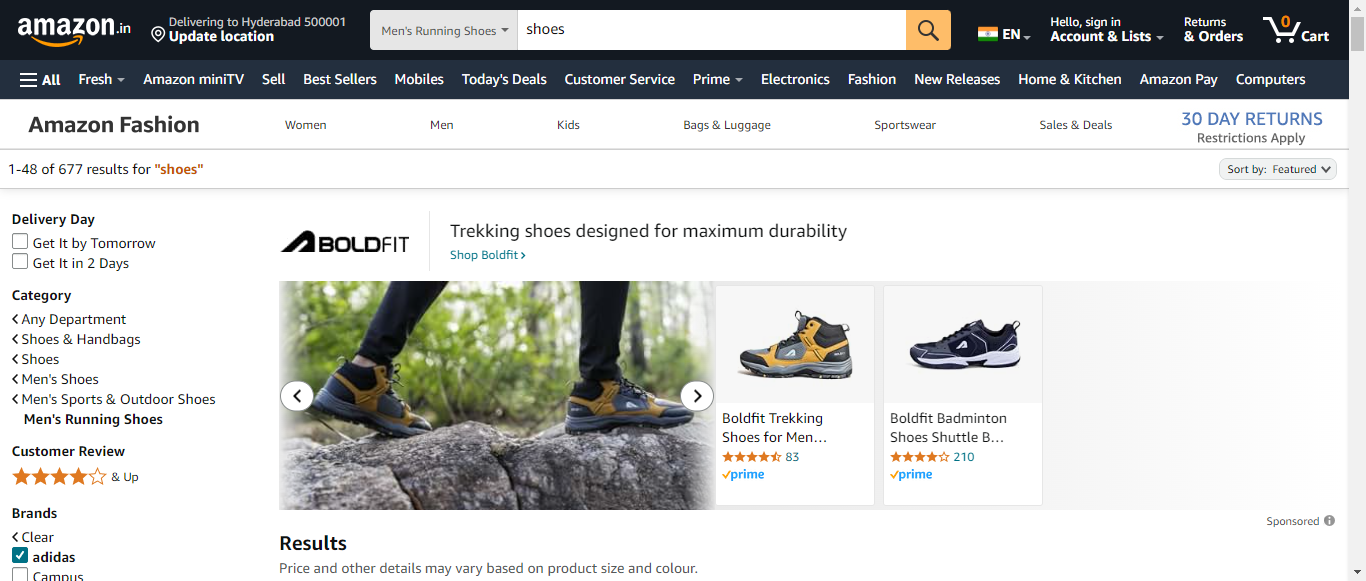 amazon.in
Delivering to Hyderabad 500001
Update location
Men's Running Shoes
shoes
EN
Hello, sign in
Account & Lists
Returns
& Orders
0
Cart
All
Fresh
Amazon miniTV
Sell
Best Sellers
Mobiles
Today's Deals
Customer Service
Prime
Electronics
Fashion
New Releases
Home & Kitchen
Amazon Pay
Computers
Amazon Fashion
Women
Men
Kids
Bags & Luggage
Sportswear
Sales & Deals
30 DAY RETURNS
Restrictions Apply
1-48 of 677 results for "shoes"
Sort by: Featured
Delivery Day
Get It by Tomorrow
Get It in 2 Days
Category
Any Department
Shoes & Handbags
Shoes
Men's Shoes
Men's Sports & Outdoor Shoes
Men's Running Shoes
Customer Review
& Up
Brands
Clear
adidas
Campus
BOLDFIT
Trekking shoes designed for maximum durability
Shop Boldfit
Boldfit Trekking
Shoes for Men...
83
prime
Boldfit Badminton
Shoes Shuttle B...
210
prime
Sponsored
Results
Price and other details may vary based on product size and colour.